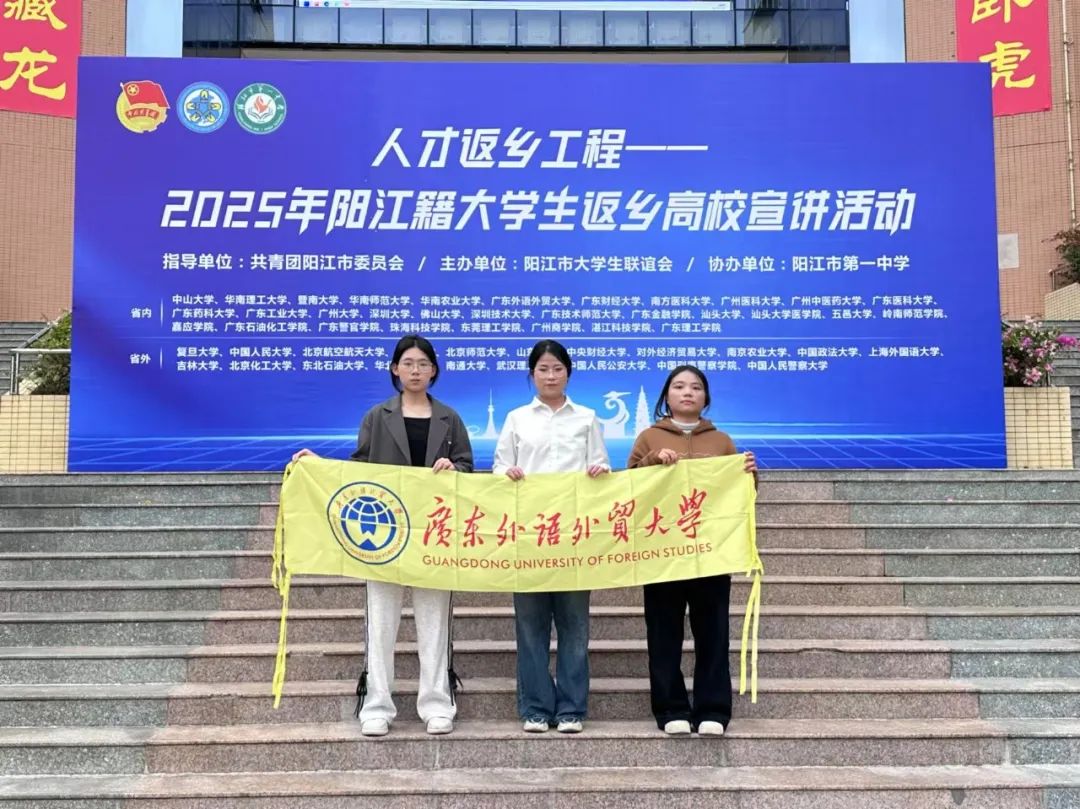 藏龙
卧虎
人才返乡工程——
2025年阳江籍大学生返乡高校宣讲活动
指导单位：共青团阳江市委员会 / 主办单位：阳江市大学生联谊会 / 协办单位：阳江市第一中学
省内
中山大学、华南理工大学、暨南大学、华南师范大学、华南农业大学、广东外语外贸大学、广东财经大学、南方医科大学、广州医科大学、广州中医药大学、广东医科大学、
广东药科大学、广东工业大学、广州大学、深圳大学、佛山大学、深圳技术大学、广东技术师范大学、广东金融学院、汕头大学、汕头大学医学院、五邑大学、岭南师范学院、
嘉应学院、广东石油化工学院、广东警官学院、珠海科技学院、东莞理工学院、广州商学院、湛江科技学院、广东理工学院
省外
复旦大学、中国人民大学、北京航空航天大 、北京师范大学、山 中央财经大学、对外经济贸易大学、南京农业大学、中国政法大学、上海外国语大学、
吉林大学、北京化工大学、东北石油大学、华北 南通大学、武汉理 中国人民公安大学、中国刑事警察学院、中国人民警察大学
廣东外语外贸大學
GUANGDONG UNIVERSITY OF FOREIGN STUDIES